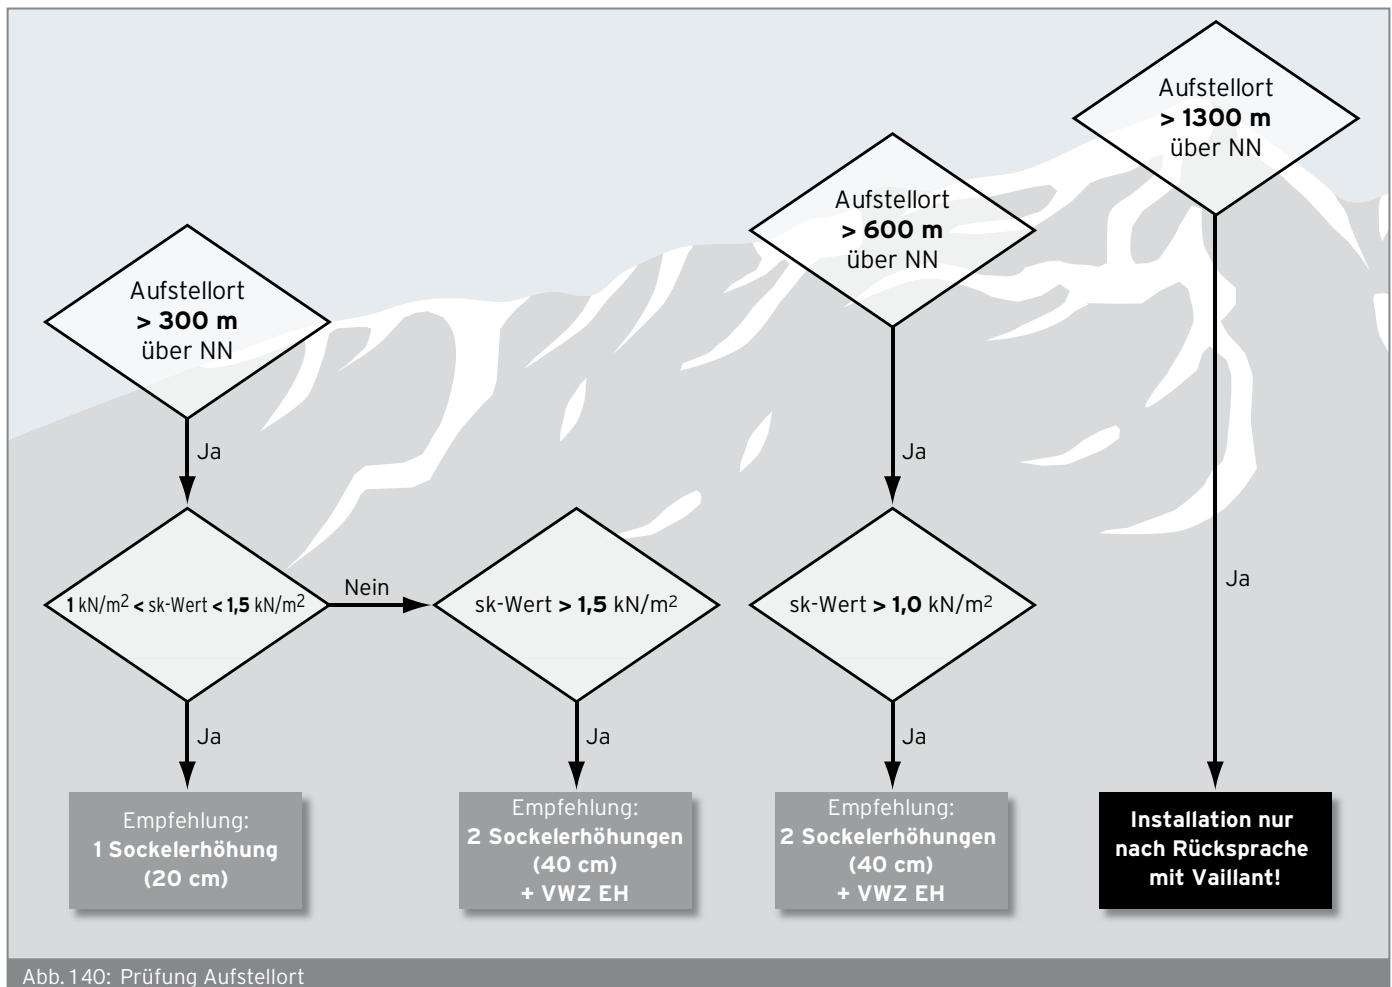 Aufstellort
> 1300 m
über NN
Aufstellort
> 600 m
über NN
Aufstellort
> 300 m
über NN
Ja
Ja
Ja
1 kN/m² < sk-Wert < 1,5 kN/m²
Nein
sk-Wert > 1,5 kN/m²
sk-Wert > 1,0 kN/m²
Ja
Ja
Ja
Empfehlung:
1 Sockelerhöhung
(20 cm)
Empfehlung:
2 Sockelerhöhungen
(40 cm)
+ VWZ EH
Empfehlung:
2 Sockelerhöhungen
(40 cm)
+ VWZ EH
Installation nur
nach Rücksprache
mit Vaillant!
Abb. 140: Prüfung Aufstellort